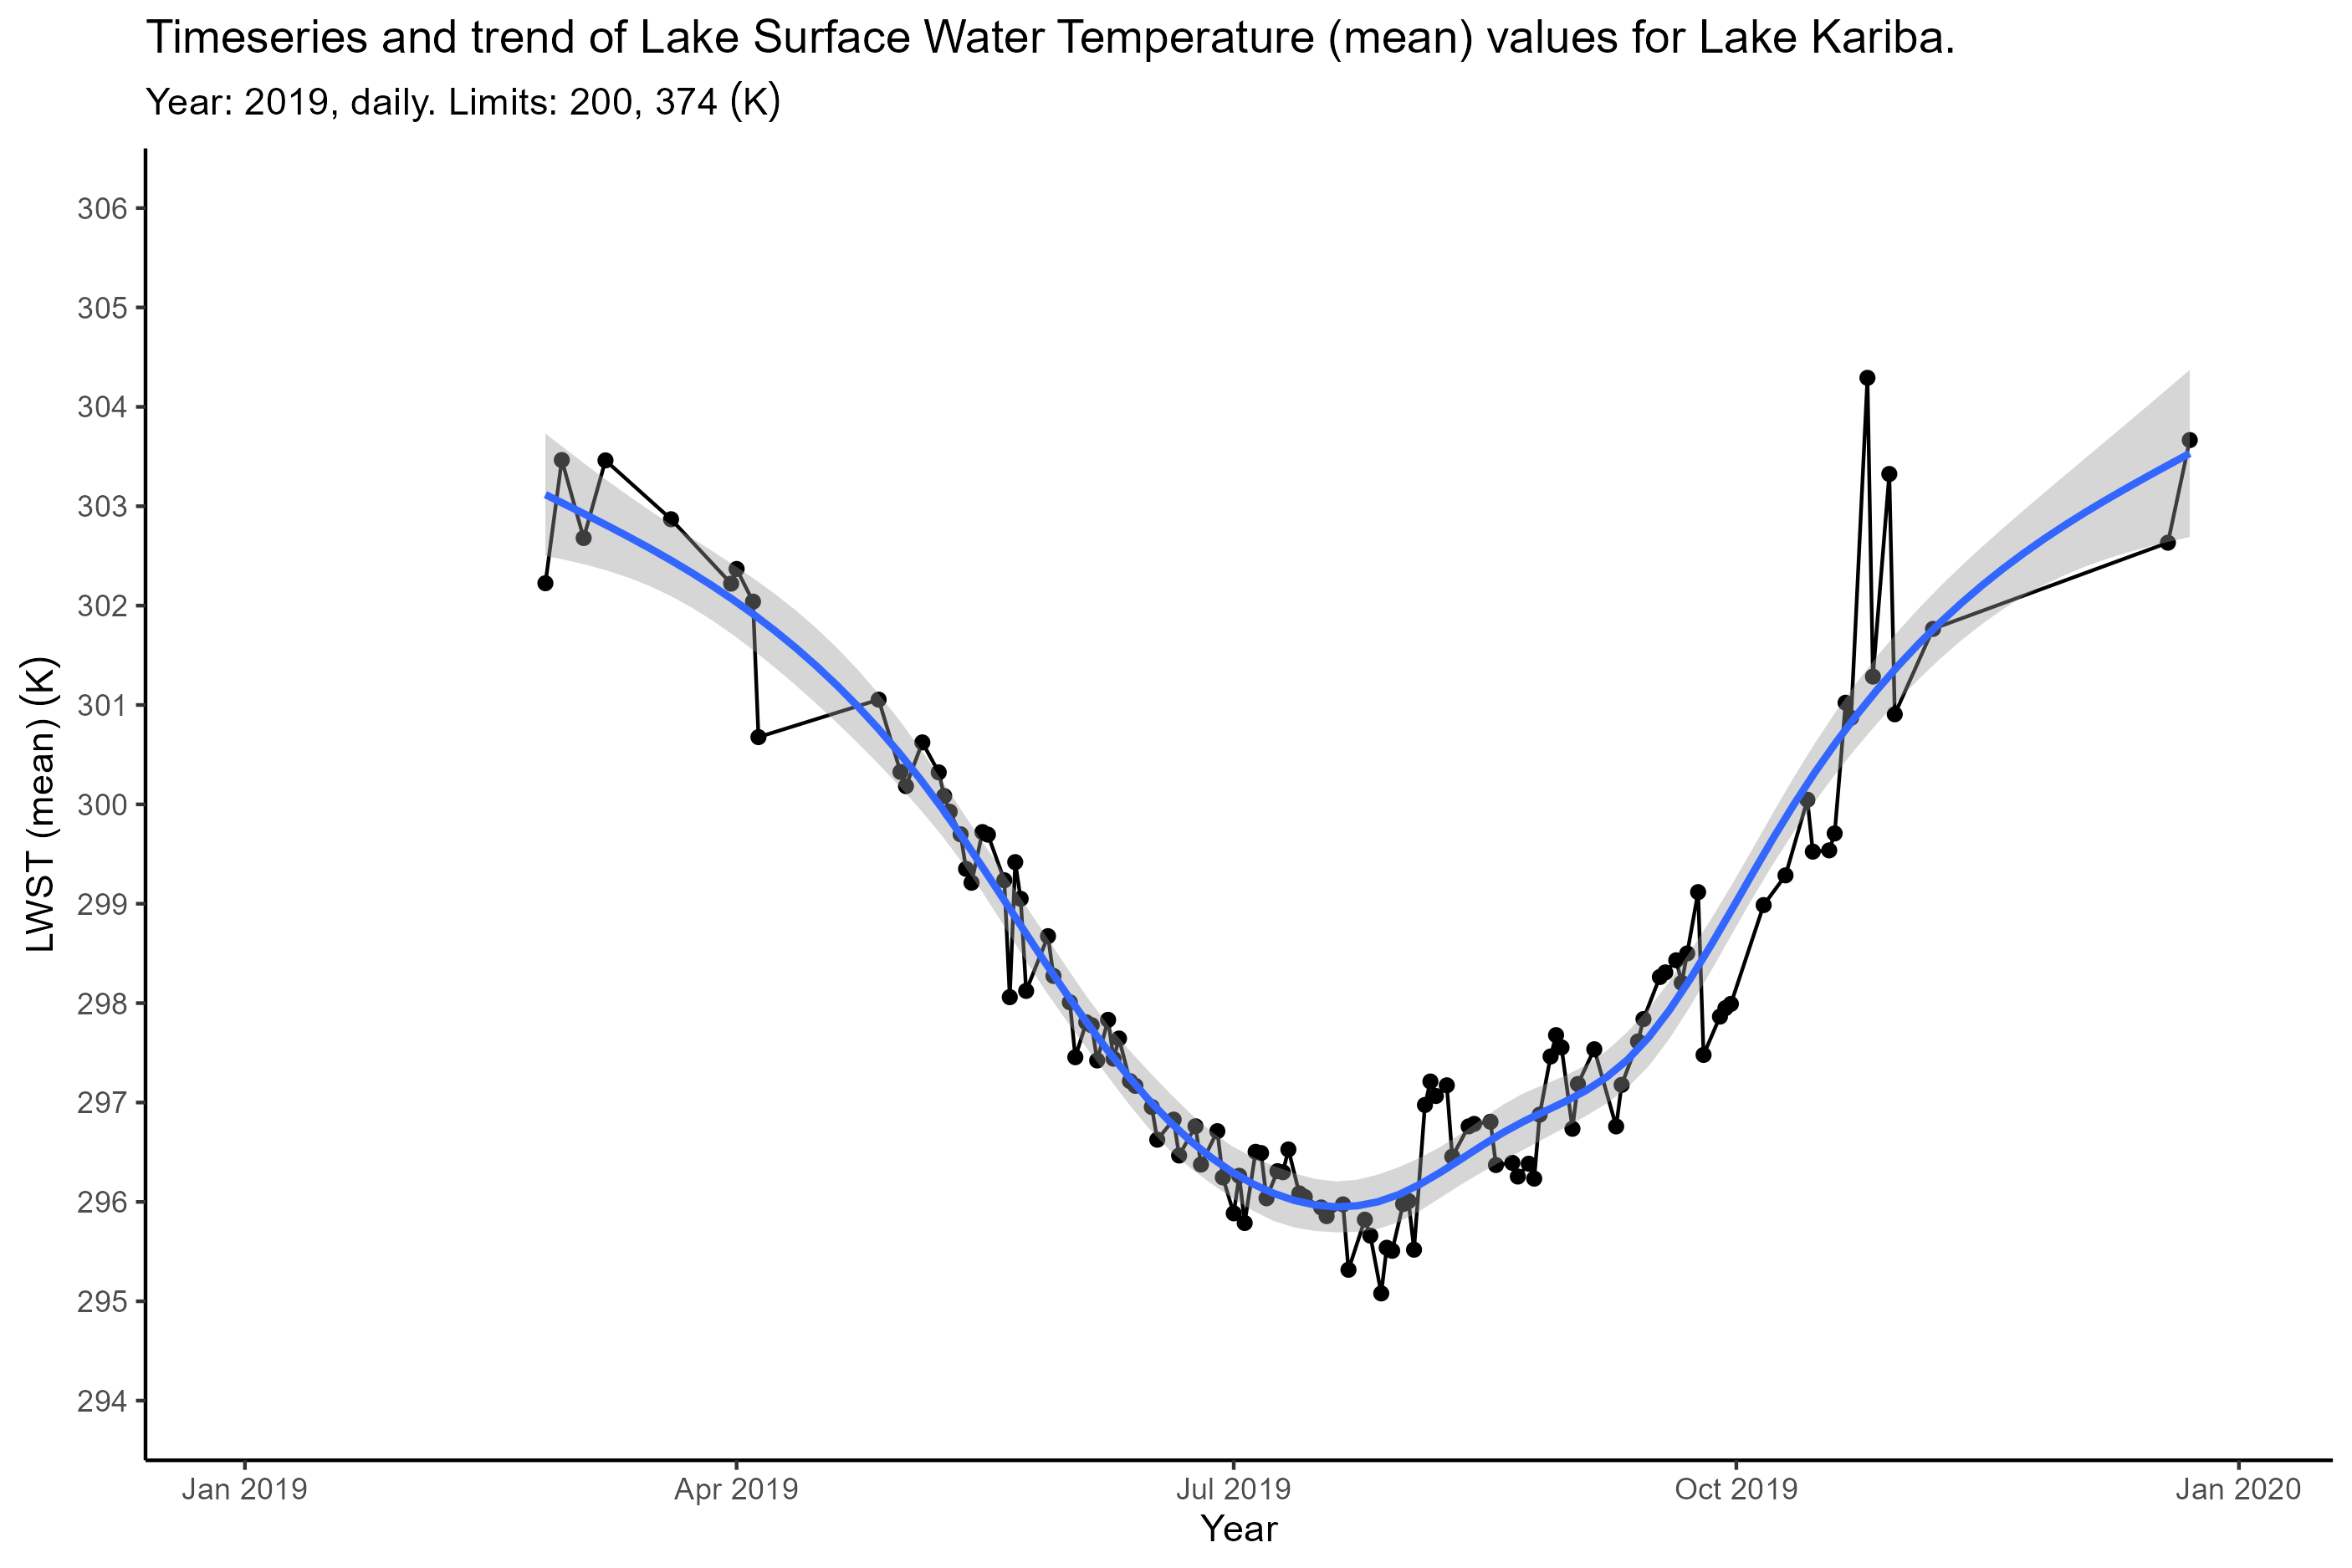 Timeseries and trend of Lake Surface Water Temperature (mean) values for Lake Kariba.
Year: 2019, daily. Limits: 200, 374 (K)
LWST (mean) (K)
306
305
304
303
302
301
300
299
298
297
296
295
294
Jan 2019
Apr 2019
Jul 2019
Oct 2019
Jan 2020
Year